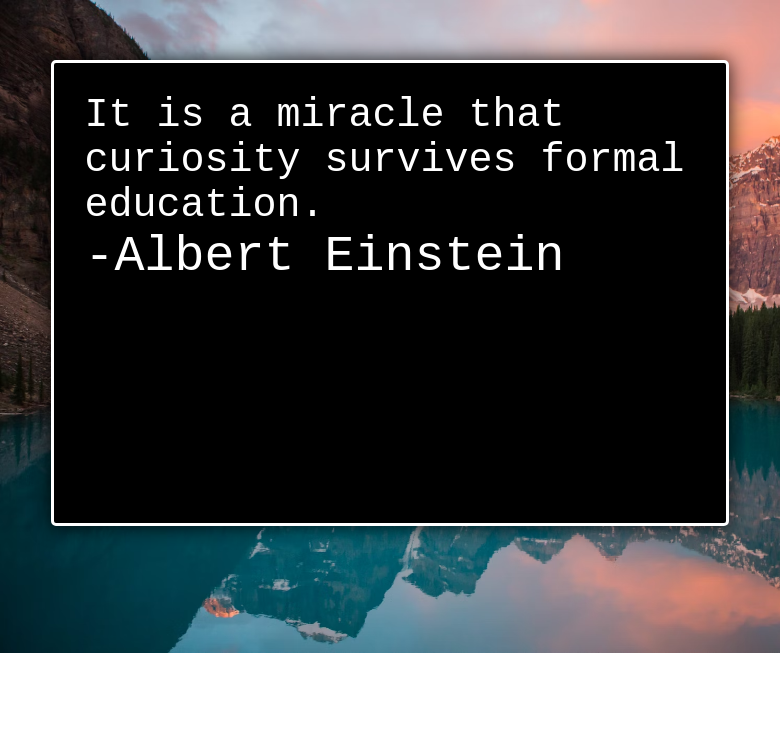 It is a miracle that
curiosity survives formal
education.
-Albert Einstein